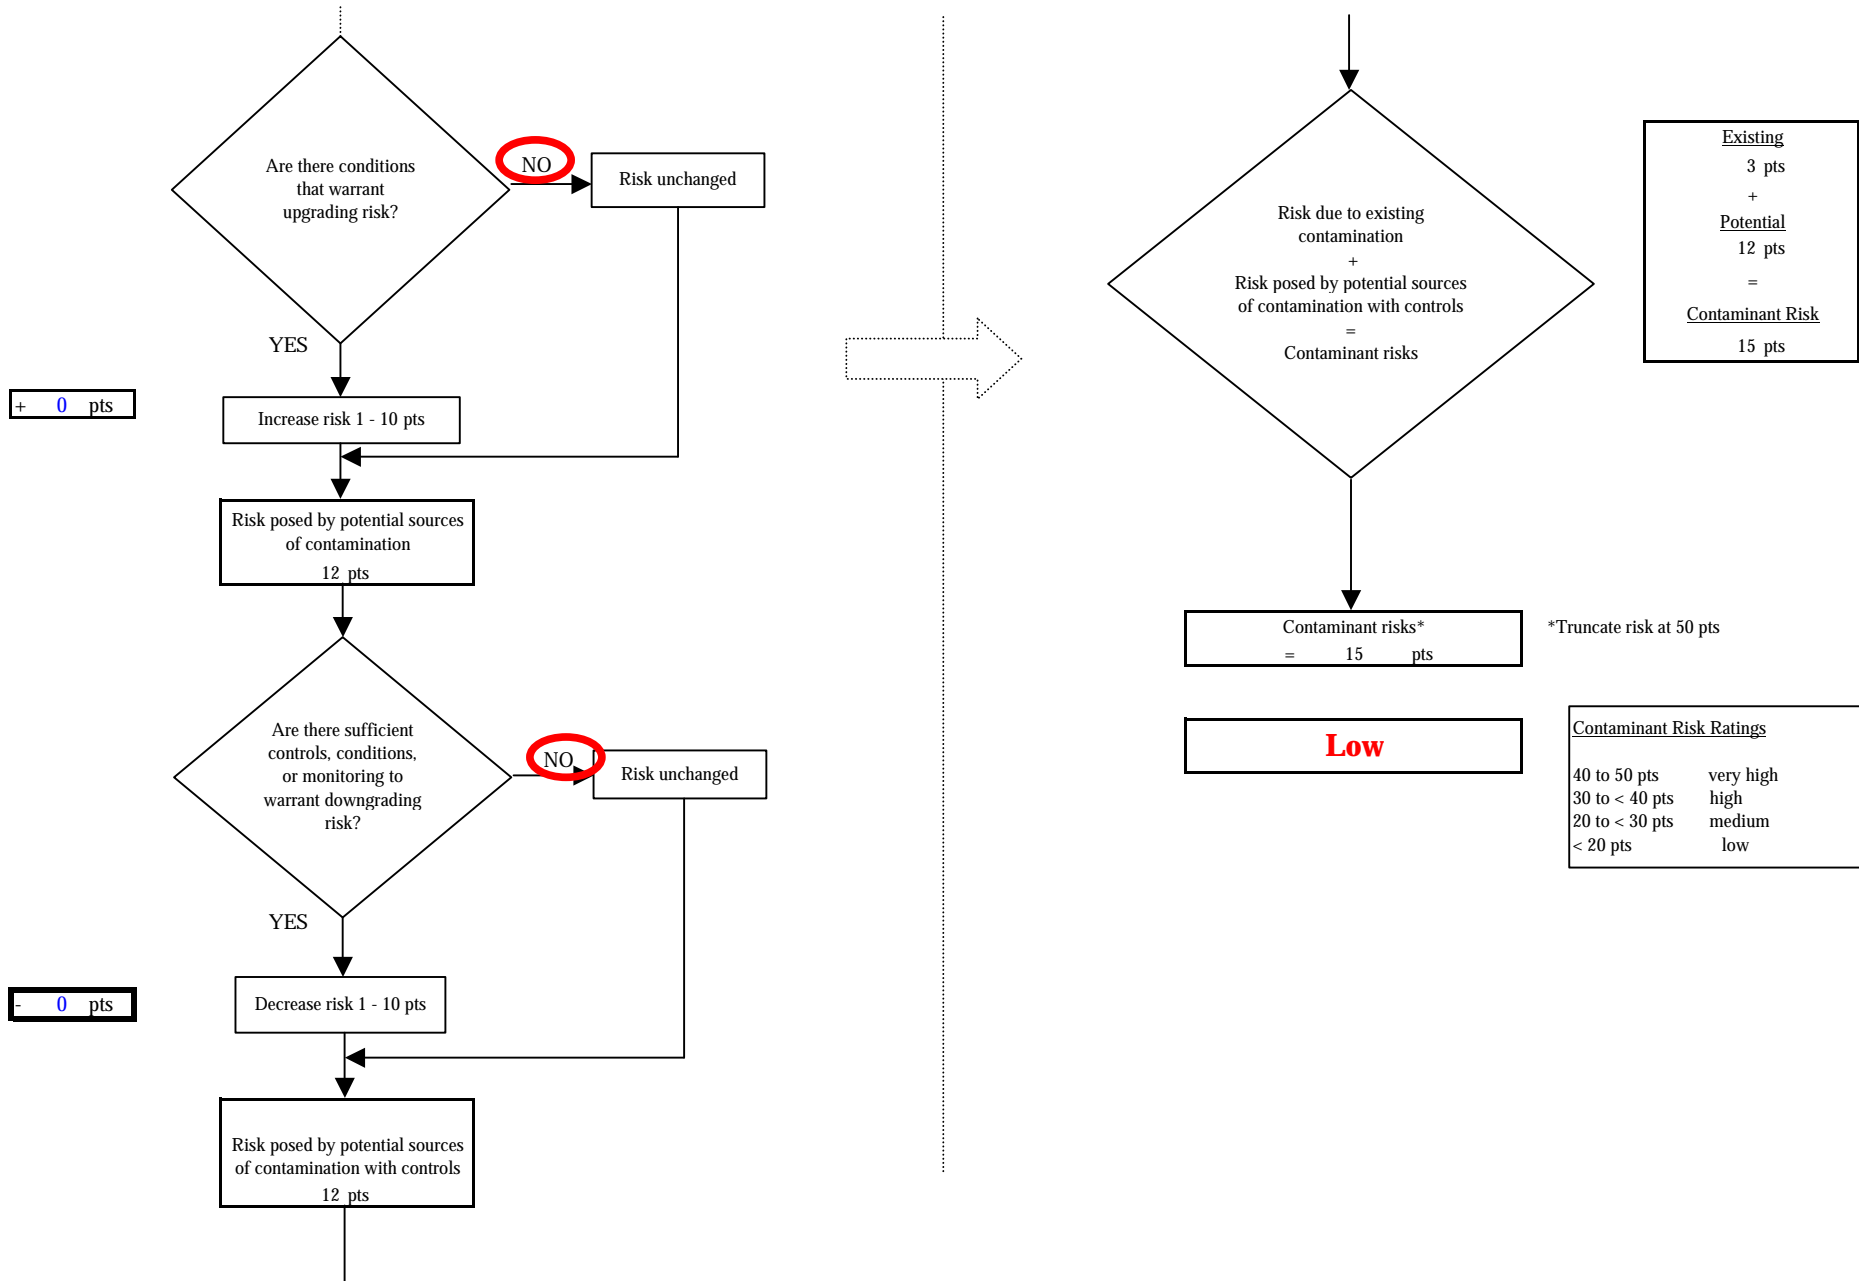 Are there conditions
that warrant
upgrading risk?
NO
Risk unchanged
YES
+ 0 pts
Increase risk 1 - 10 pts
Risk posed by potential sources
of contamination
12 pts
Are there sufficient
controls, conditions,
or monitoring to
warrant downgrading
risk?
NO
Risk unchanged
YES
- 0 pts
Decrease risk 1 - 10 pts
Risk posed by potential sources
of contamination with controls
12 pts
Risk due to existing
contamination
+
Risk posed by potential sources
of contamination with controls
=
Contaminant risks
Existing
3 pts
+
Potential
12 pts
=
Contaminant Risk
15 pts
Contaminant risks*
= 15 pts
*Truncate risk at 50 pts
Low
Contaminant Risk Ratings
40 to 50 pts very high
30 to < 40 pts high
20 to < 30 pts medium
< 20 pts low